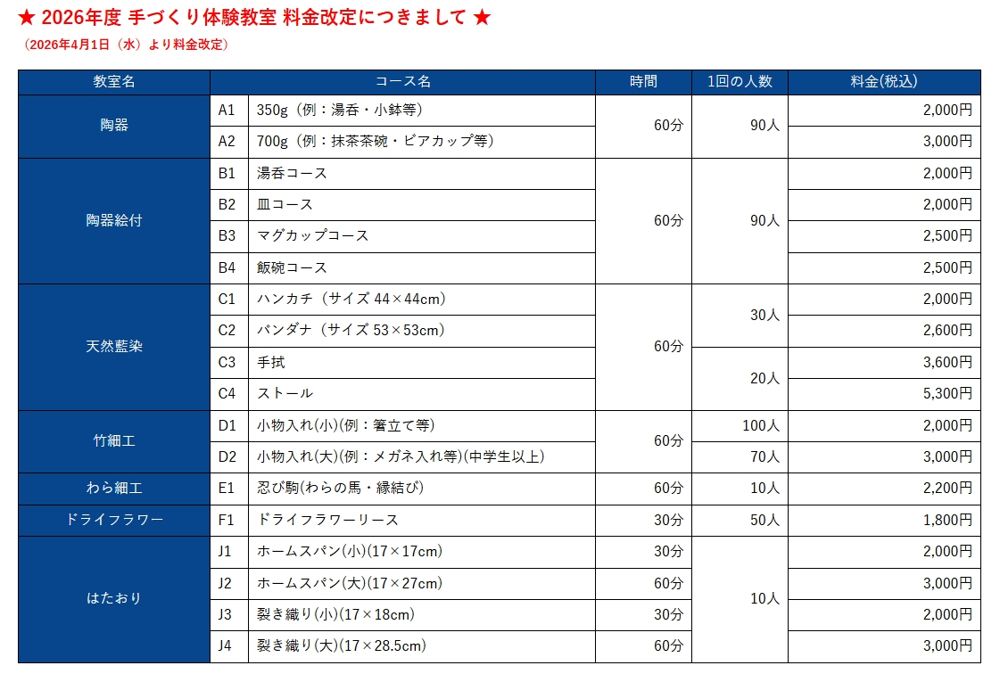 ★ 2026年度 手づくり体験教室 料金改定につきまして ★
（2026年4月1日（水）より料金改定）
教室名 コース名 時間 1回の人数 料金(税込)
陶器 A1 350g（例：湯呑・小鉢等） 60分 90人 2,000円
A2 700g（例：抹茶茶碗・ビアカップ等） 3,000円
陶器絵付 B1 湯呑コース 60分 90人 2,000円
B2 皿コース 2,000円
B3 マグカップコース 2,500円
B4 飯碗コース 2,500円
天然藍染 C1 ハンカチ（サイズ 44×44cm） 60分 30人 2,000円
C2 バンダナ（サイズ 53×53cm） 2,600円
C3 手拭 20人 3,600円
C4 ストール 5,300円
竹細工 D1 小物入れ(小)(例：箸立て等) 60分 100人 2,000円
D2 小物入れ(大)(例：メガネ入れ等)(中学生以上) 70人 3,000円
わら細工 E1 忍び駒(わらの馬・縁結び) 60分 10人 2,200円
ドライフラワー F1 ドライフラワーリース 30分 50人 1,800円
はたおり J1 ホームスパン(小)(17×17cm) 30分 10人 2,000円
J2 ホームスパン(大)(17×27cm) 60分 3,000円
J3 裂き織り(小)(17×18cm) 30分 2,000円
J4 裂き織り(大)(17×28.5cm) 60分 3,000円